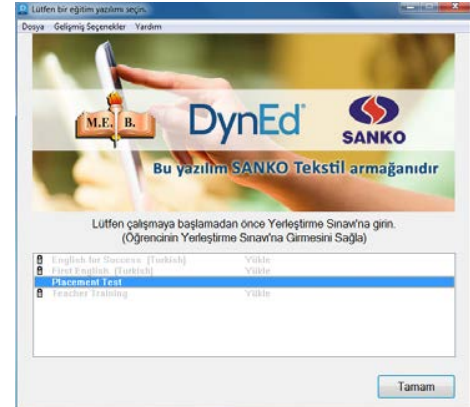 Lütfen bir eğitim yazılımı seçin.
Dosya Gelişmiş Seçenekler Yardım
M.E. B.
DynEd
SANKO
Bu yazılım SANKO Tekstil armağanıdır
Lütfen çalışmaya başlamadan önce Yerleştirme Sınavı'na girin.
(Öğrencinin Yerleştirme Sınavı'na Girmesini Sağla)
English for Success (Turkish) Yükle
First English (Turkish) Yükle
Placement Test
Teacher Training Yükle
Tamam